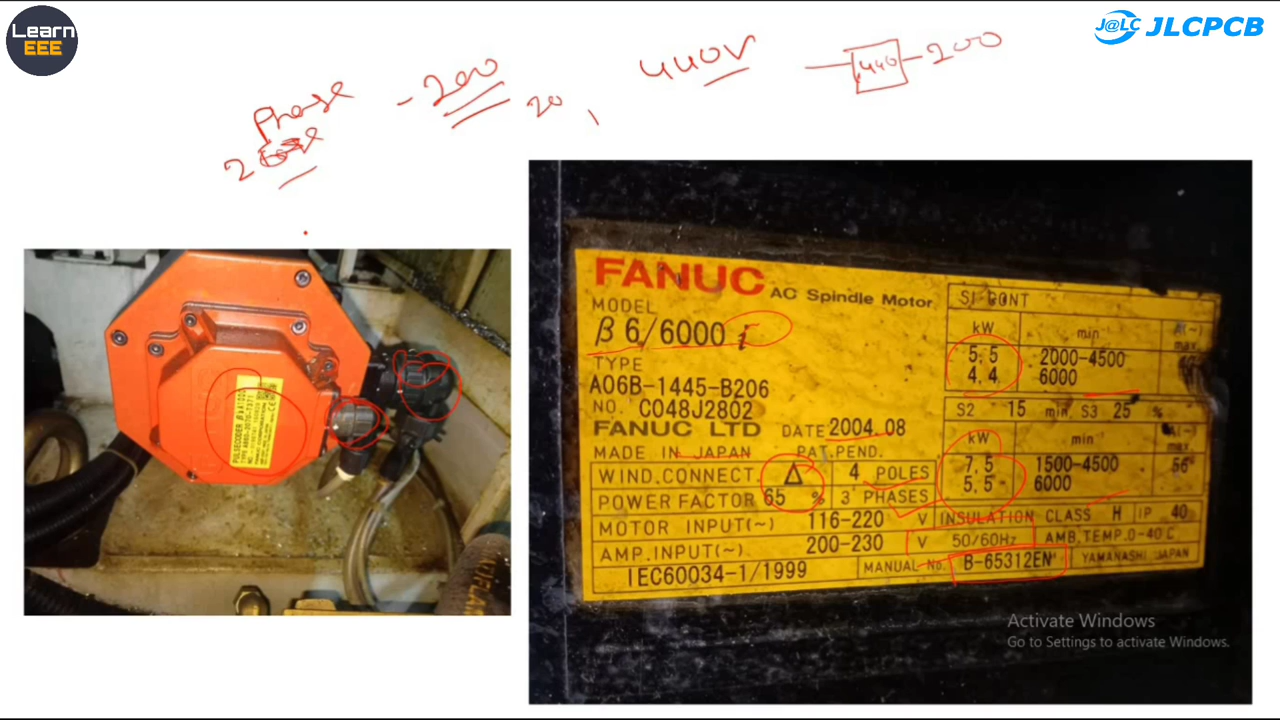 Learn
EEE
J@LC JLCPCB
Phase
2
- 200
20
440V
440
200
PULSECODER
FANUC
AC Spindle Motor
MODEL
β 6/6000 i
TYPE
A06B-1445-B206
NO. C048J2802
FANUC LTD DATE 2004.08
MADE IN JAPAN PAT.PEND.
WIND.CONNECT. Δ 4 POLES
POWER FACTOR 65 % 3 PHASES
MOTOR INPUT(~) 116-220 V INSULATION CLASS H IP 40
AMP.INPUT(~) 200-230 V 50/60Hz AMB.TEMP.0-40°C
IEC60034-1/1999 MANUAL No. B-65312EN YAMANASHI JAPAN
S1 CONT
kW min⁻ A(~)
max.
5.5 2000-4500
4.4 6000
S2 15 min, S3 25 %
kW min⁻ A(~)
max.
7.5 1500-4500 56
5.5 6000
Activate Windows
Go to Settings to activate Windows.